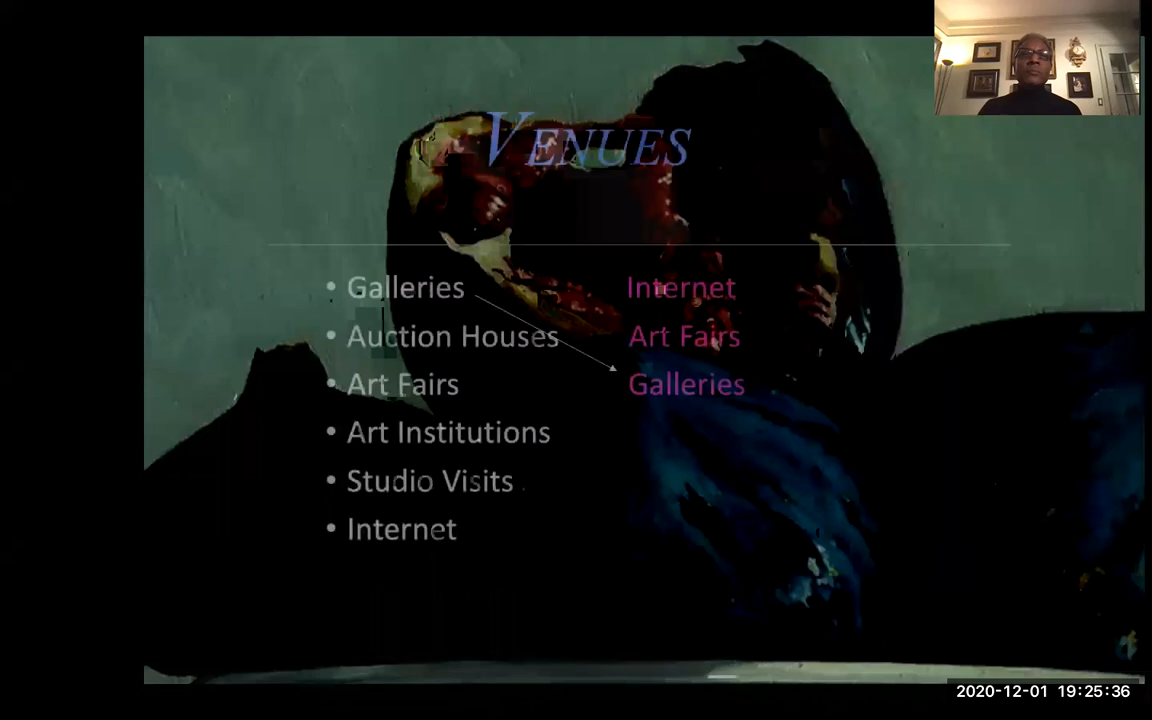 VENUES
• Galleries
• Auction Houses
• Art Fairs
• Art Institutions
• Studio Visits
• Internet
Internet
Art Fairs
Galleries
2020-12-01 19:25:36